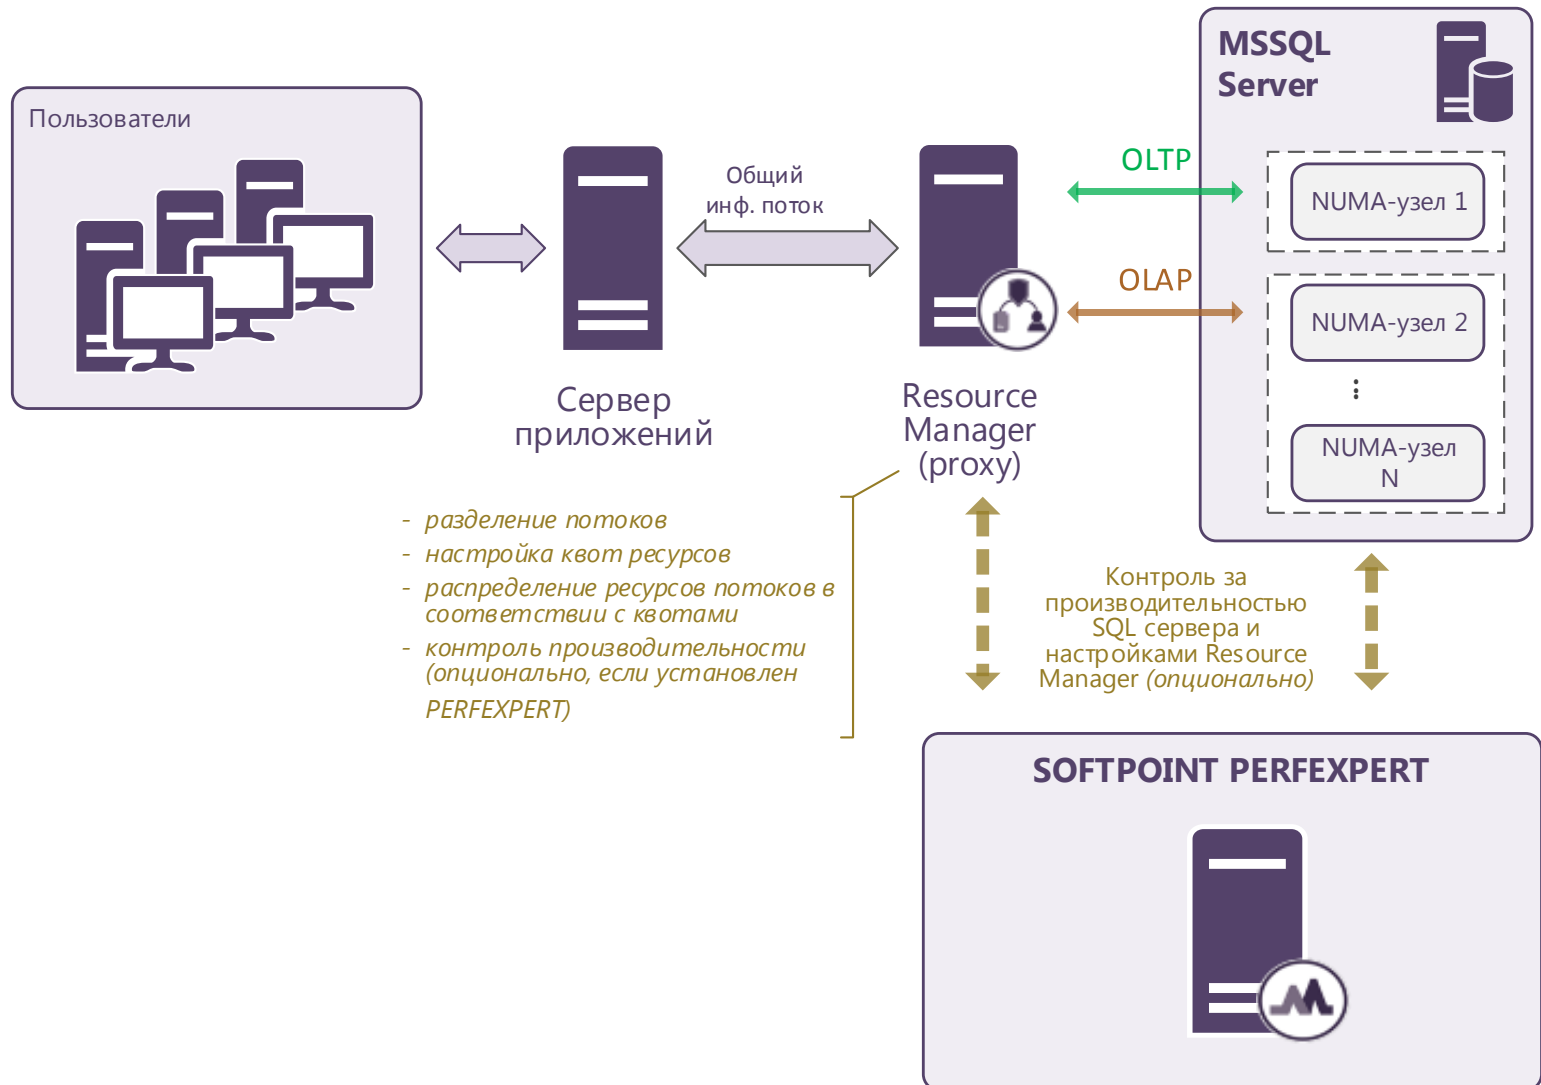 Пользователи
Сервер
приложений
Общий
инф. поток
Resource
Manager
(proxy)
OLTP
OLAP
MSSQL
Server
NUMA-узел 1
NUMA-узел 2
⋮
NUMA-узел
N
- разделение потоков
- настройка квот ресурсов
- распределение ресурсов потоков в
соответствии с квотами
- контроль производительности
(опционально, если установлен
PERFEXPERT)
Контроль за
производительностью
SQL сервера и
настройками Resource
Manager (опционально)
SOFTPOINT PERFEXPERT